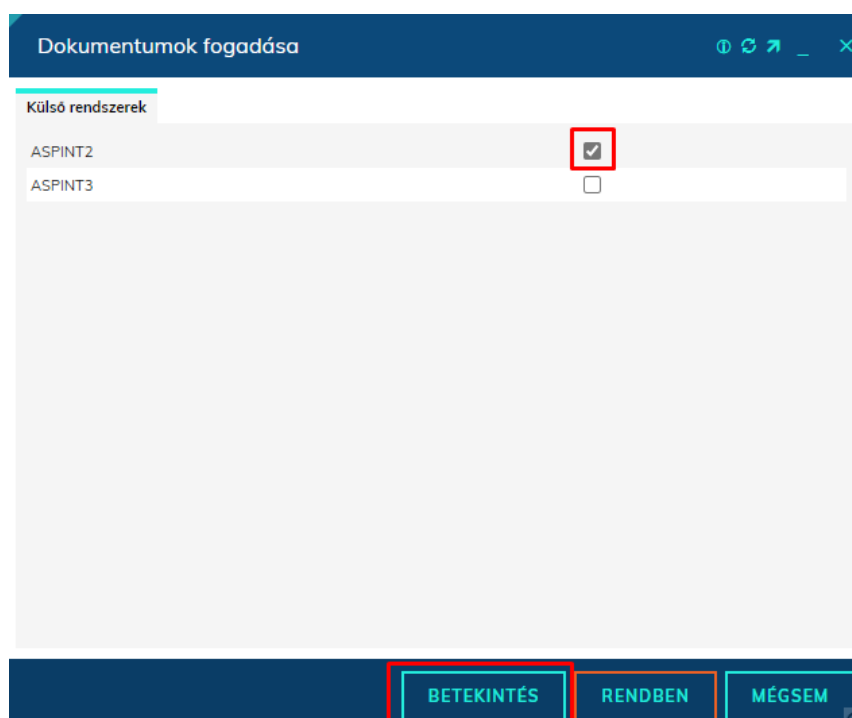 Dokumentumok fogadása
Külső rendszerek
ASPINT2
ASPINT3
BETEKINTÉS RENDBEN MÉGSEM